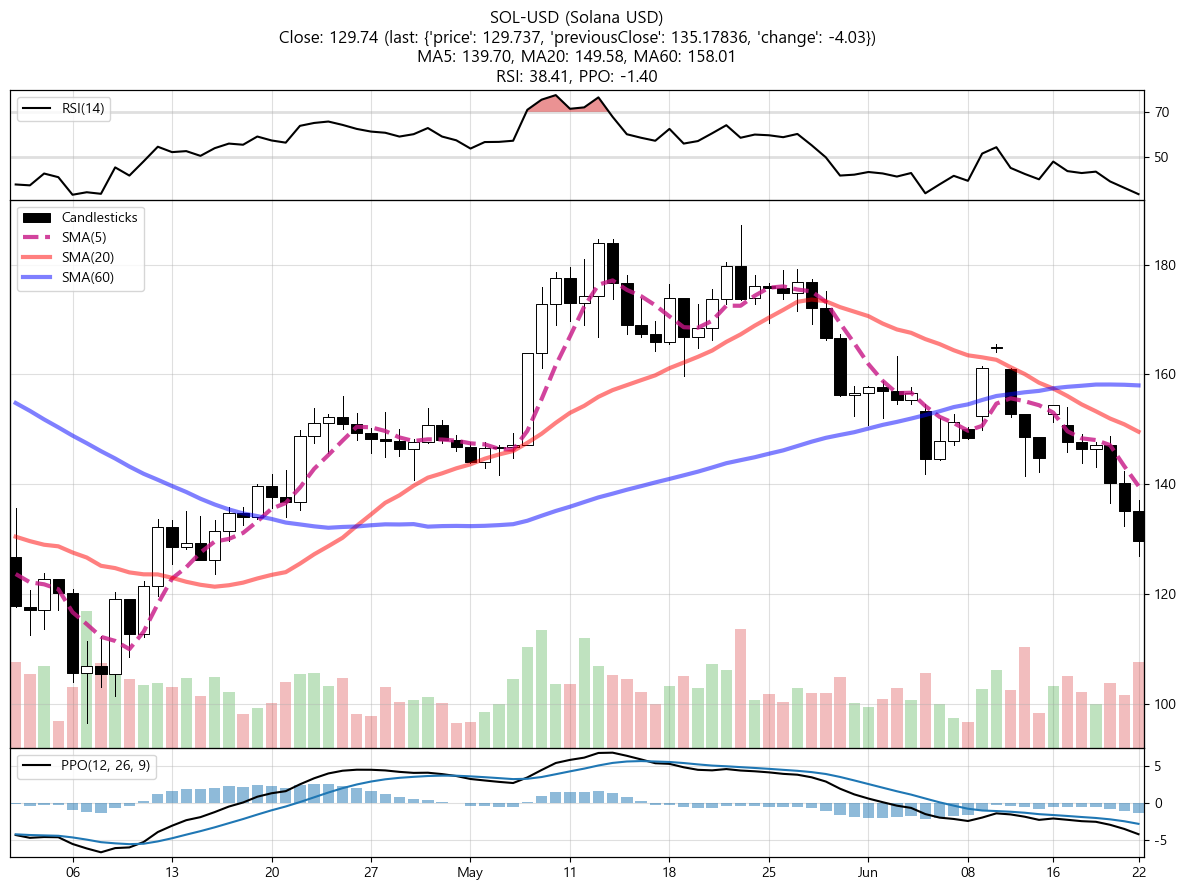 SOL-USD (Solana USD)
Close: 129.74 (last: {'price': 129.737, 'previousClose': 135.17836, 'change': -4.03})
MA5: 139.70, MA20: 149.58, MA60: 158.01
RSI: 38.41, PPO: -1.40
RSI(14)
70
50
Candlesticks
SMA(5)
SMA(20)
SMA(60)
180
160
140
120
100
PPO(12, 26, 9)
5
0
-5
06 13 20 27 May 11 18 25 Jun 08 16 22